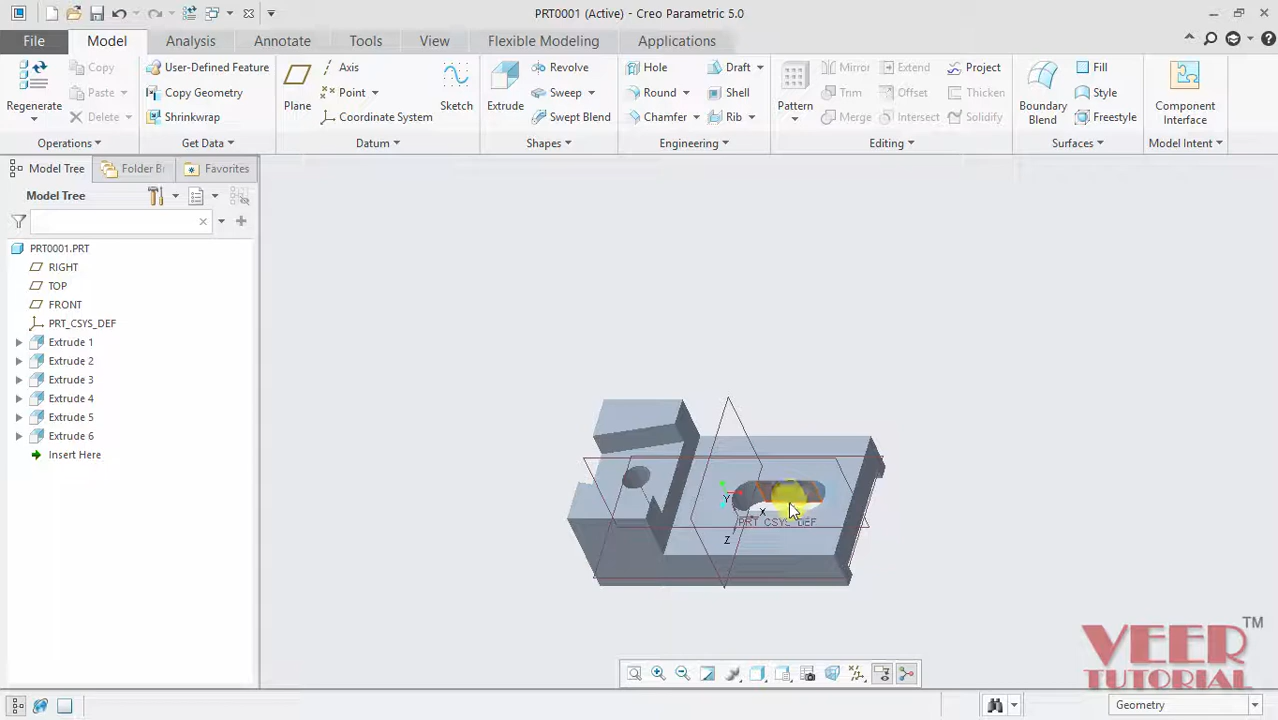 PRT0001 (Active) - Creo Parametric 5.0
File
Model
Analysis
Annotate
Tools
View
Flexible Modeling
Applications
Regenerate
Copy
Paste
Delete
Operations
User-Defined Feature
Copy Geometry
Shrinkwrap
Get Data
Plane
Axis
Point
Coordinate System
Sketch
Datum
Extrude
Revolve
Sweep
Swept Blend
Shapes
Hole
Round
Chamfer
Draft
Shell
Rib
Engineering
Pattern
Mirror
Trim
Merge
Extend
Offset
Intersect
Project
Thicken
Solidify
Editing
Boundary
Blend
Fill
Style
Freestyle
Surfaces
Component
Interface
Model Intent
Model Tree
Folder Br
Favorites
Model Tree
PRT0001.PRT
RIGHT
TOP
FRONT
PRT_CSYS_DEF
Extrude 1
Extrude 2
Extrude 3
Extrude 4
Extrude 5
Extrude 6
Insert Here
Y
X
PRT_CSYS_DEF
Z
VEER TM
TUTORIAL
Geometry